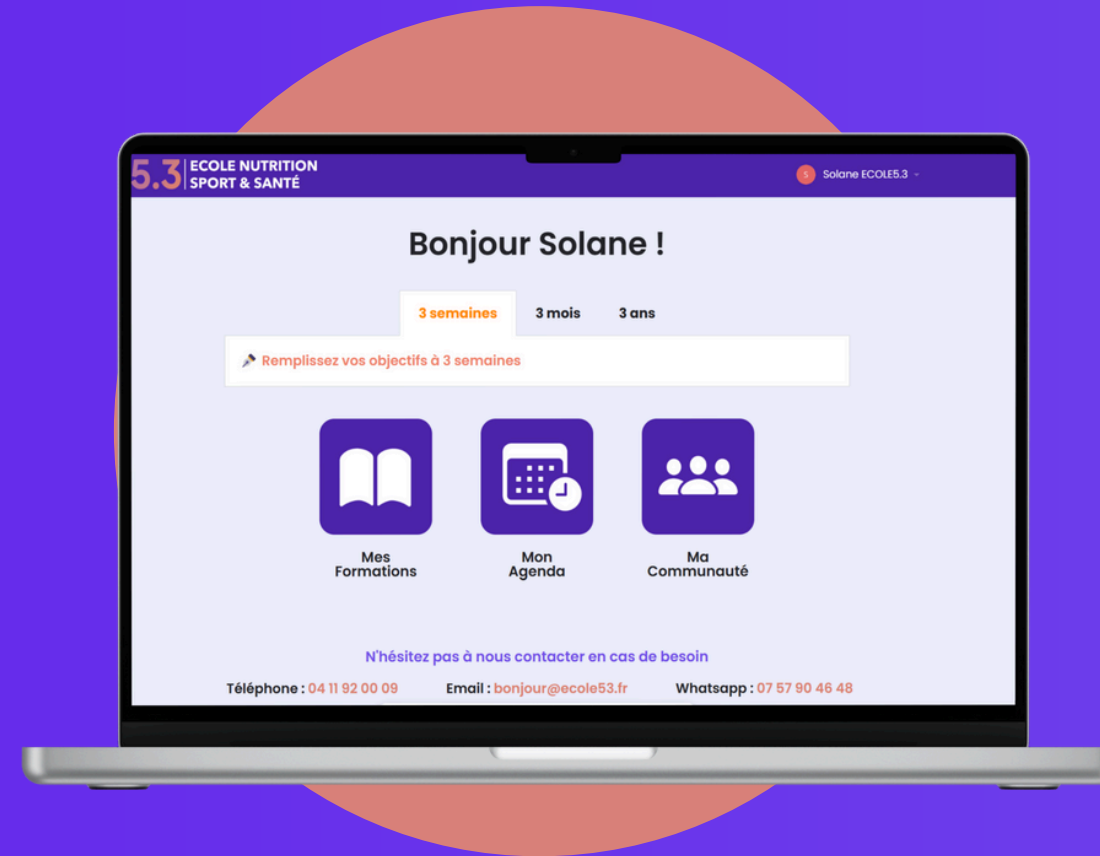 5.3 ECOLE NUTRITION
SPORT & SANTÉ
S Solane ECOLE5.3
Bonjour Solane !
3 semaines 3 mois 3 ans
Remplissez vos objectifs à 3 semaines
Mes
Formations
Mon
Agenda
Ma
Communauté
N'hésitez pas à nous contacter en cas de besoin
Téléphone : 04 11 92 00 09 Email : bonjour@ecole53.fr Whatsapp : 07 57 90 46 48